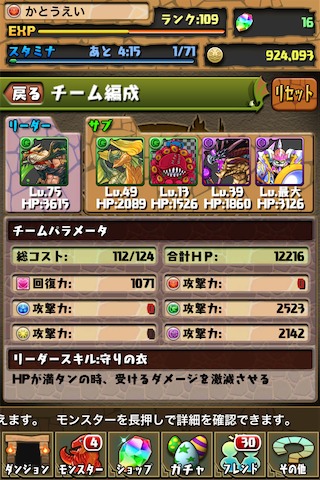 かとうえい ランク:109 16
EXP
スタミナ あと 4:15 1/71 924,093
戻る チーム編成 リセット
リーダー サブ
Lv.75 Lv.49 Lv.13 Lv.39 Lv.最大
HP:3615 HP:2089 HP:1526 HP:1860 HP:3126
チームパラメータ
総コスト: 112/124 合計HP: 12216
回復力: 1071 攻撃力: 0
攻撃力: 0 攻撃力: 2523
攻撃力: 0 攻撃力: 2142
リーダースキル:守りの衣
HPが満タンの時、受けるダメージを激減させる
えます。 モンスターを長押しで詳細を確認できます。
4 30
ダンジョン モンスター ショップ ガチャ フレンド その他